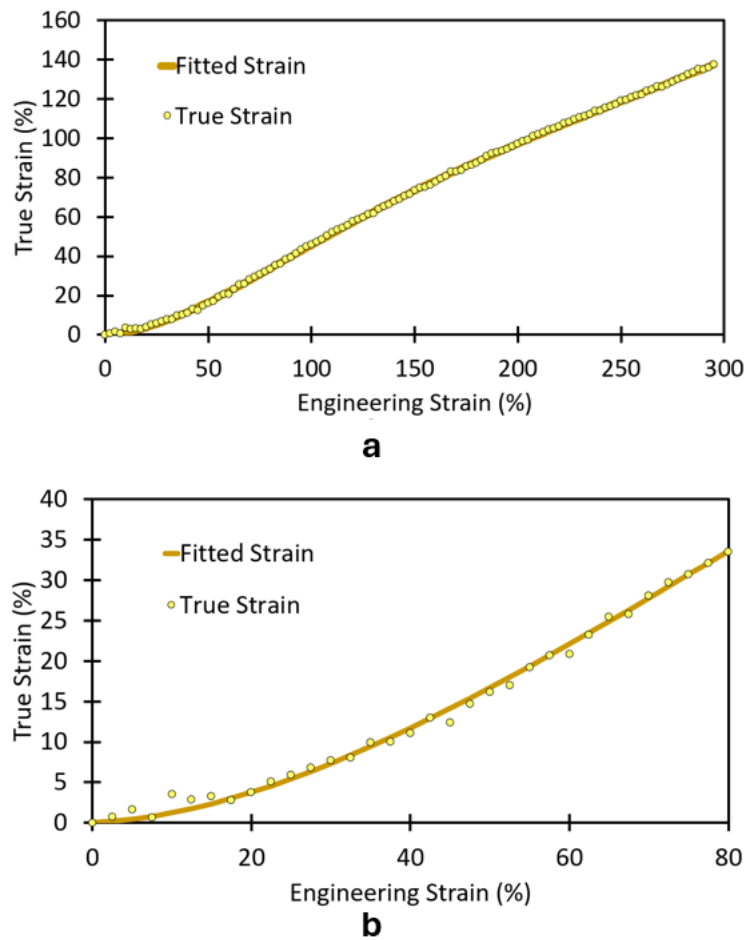 160
140
120
100
80
60
40
20
0
True Strain (%)
Fitted Strain
True Strain
0 50 100 150 200 250 300
Engineering Strain (%)
a
40
35
30
25
20
15
10
5
0
True Strain (%)
Fitted Strain
True Strain
0 20 40 60 80
Engineering Strain (%)
b